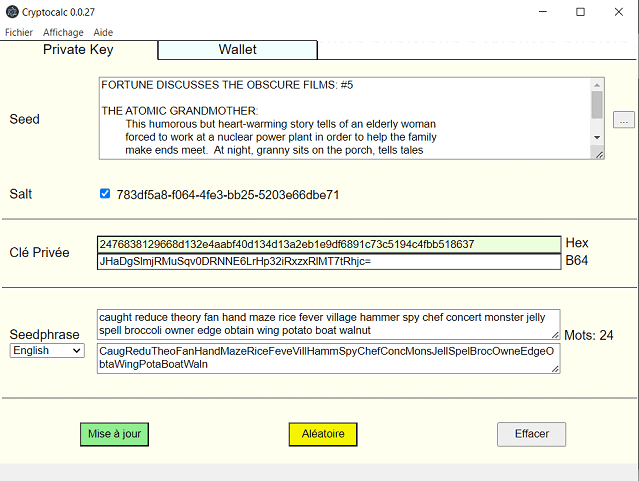 Cryptocalc 0.0.27
Fichier Affichage Aide
Private Key Wallet
Seed
FORTUNE DISCUSSES THE OBSCURE FILMS: #5
THE ATOMIC GRANDMOTHER:
This humorous but heart-warming story tells of an elderly woman
forced to work at a nuclear power plant in order to help the family
make ends meet. At night, granny sits on the porch, tells tales
...
Salt 783df5a8-f064-4fe3-bb25-5203e66dbe71
Clé Privée
2476838129668d132e4aabf40d134d13a2eb1e9df6891c73c5194c4fbb518637 Hex
JHaDgSlmjRMuSqv0DRNNE6LrHp32iRxzxRlMT7tRhjc= B64
Seedphrase
English
caught reduce theory fan hand maze rice fever village hammer spy chef concert monster jelly
spell broccoli owner edge obtain wing potato boat walnut
Mots: 24
CaugReduTheoFanHandMazeRiceFeveVillHammSpyChefConcMonsJellSpelBrocOwneEdgeO
btaWingPotaBoatWaln
Mise à jour Aléatoire Effacer